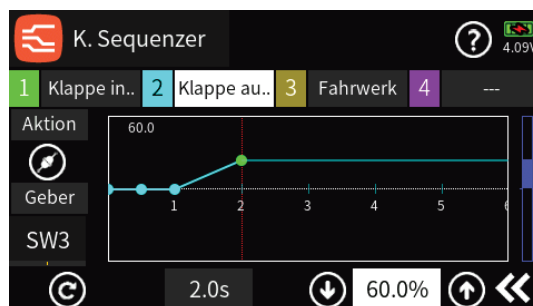 K. Sequenzer
?
4.09V
1 Klappe in.. 2 Klappe au.. 3 Fahrwerk 4 ---
Aktion
60.0
Geber
1 2 3 4 5 6
SW3
2.0s 60.0%